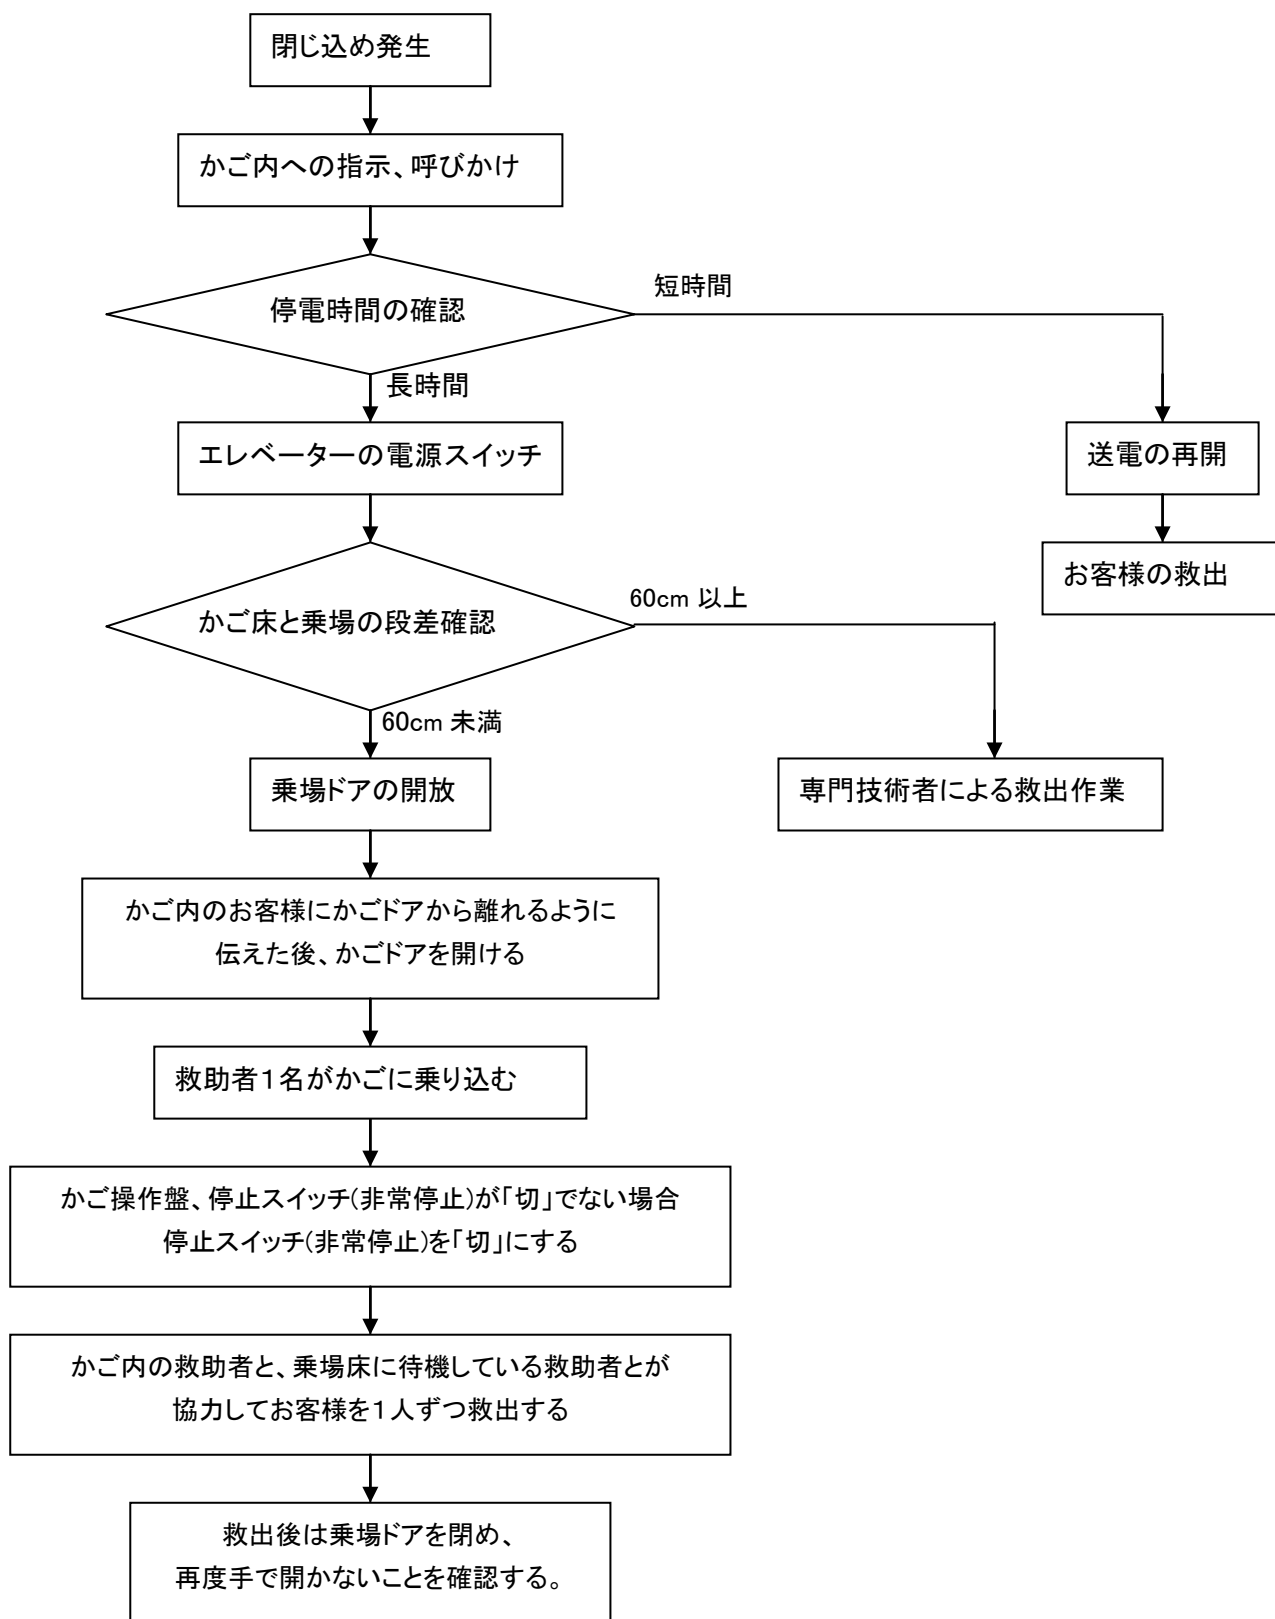 閉じ込め発生
かご内への指示、呼びかけ
停電時間の確認
短時間
長時間
エレベーターの電源スイッチ
送電の再開
お客様の救出
かご床と乗場の段差確認
60cm 以上
60cm 未満
乗場ドアの開放
専門技術者による救出作業
かご内のお客様にかごドアから離れるように
伝えた後、かごドアを開ける
救助者１名がかごに乗り込む
かご操作盤、停止スイッチ(非常停止)が「切」でない場合
停止スイッチ(非常停止)を「切」にする
かご内の救助者と、乗場床に待機している救助者とが
協力してお客様を１人ずつ救出する
救出後は乗場ドアを閉め、
再度手で開かないことを確認する。